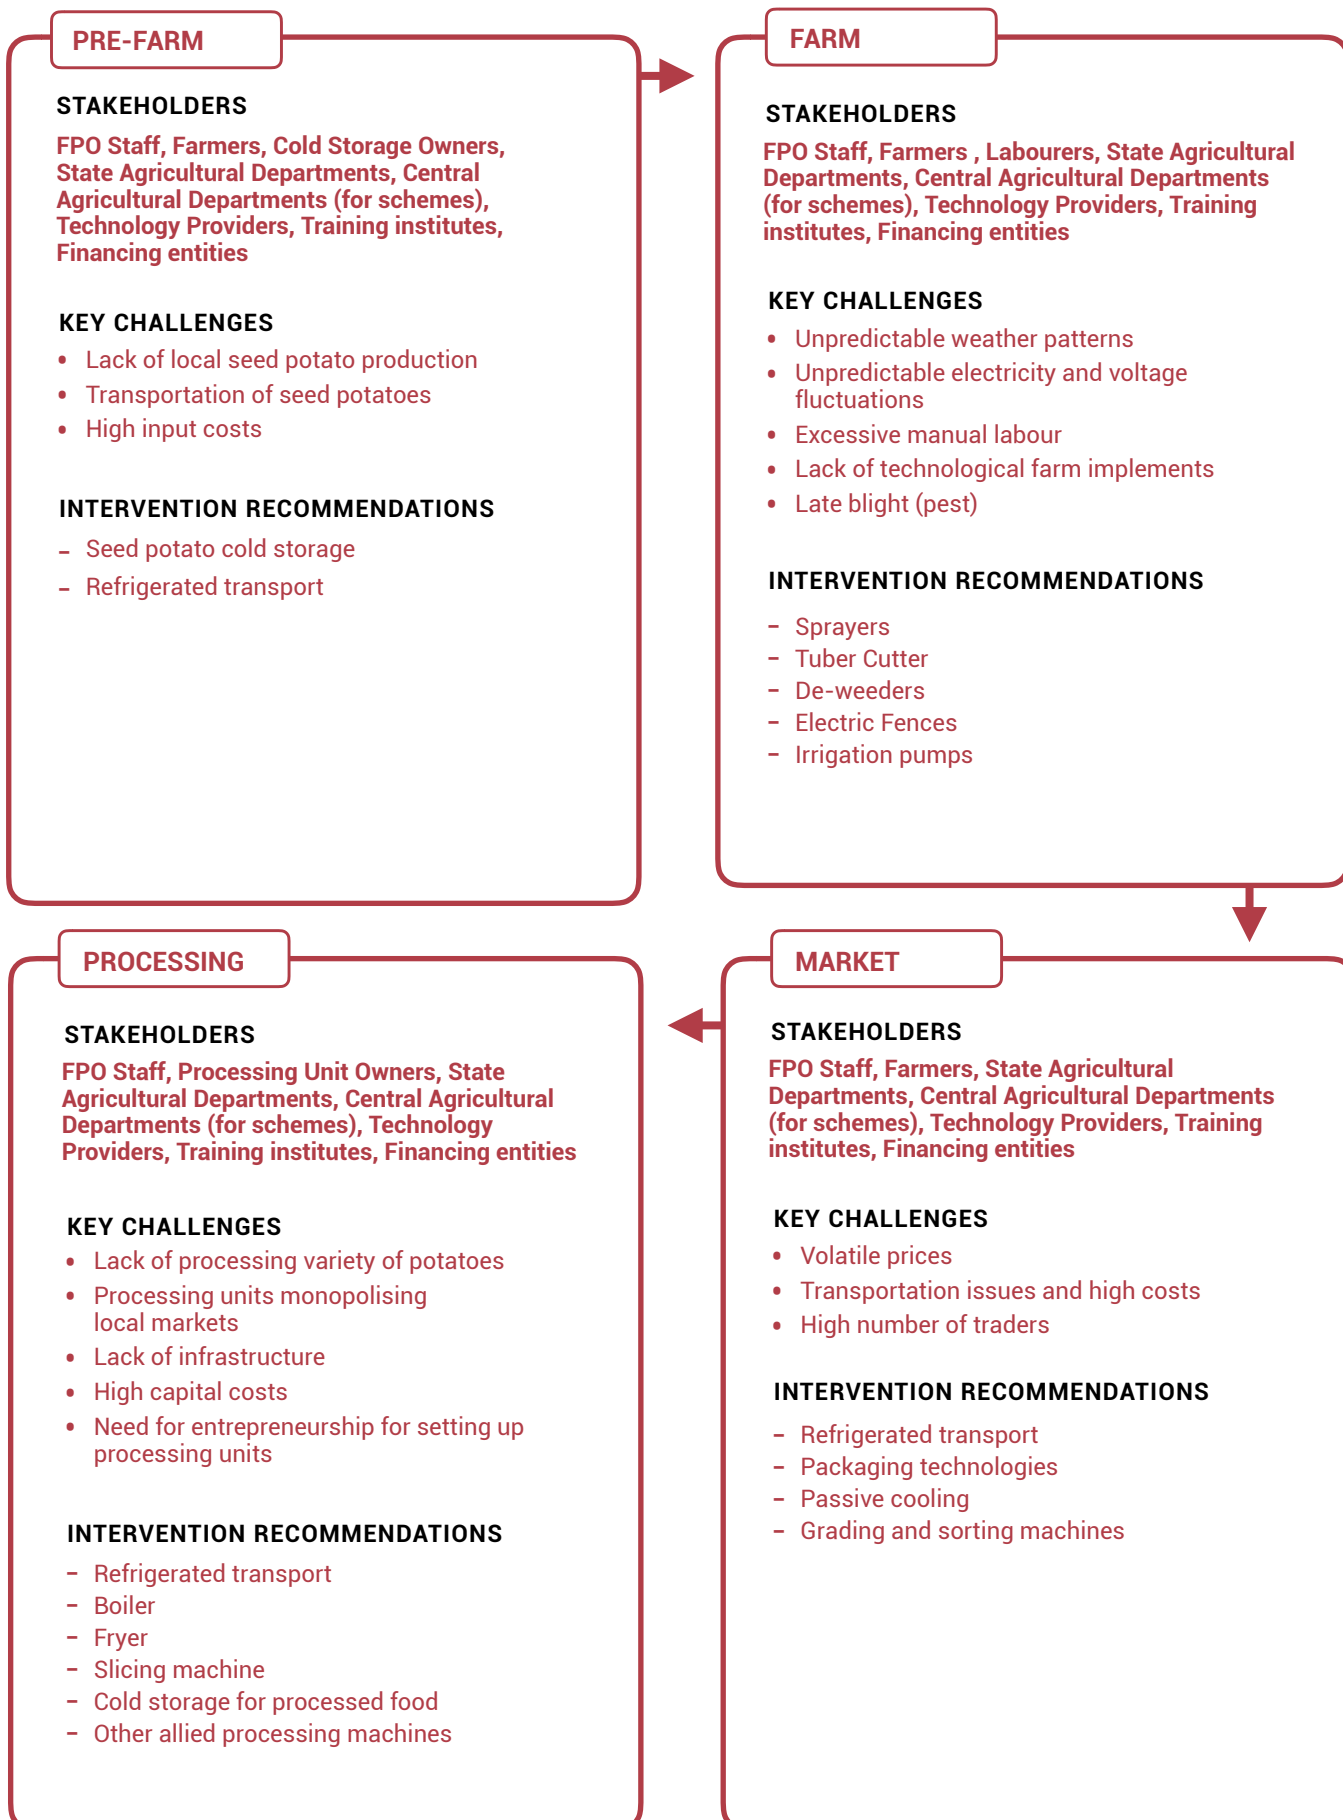 PRE-FARM
STAKEHOLDERS
FPO Staff, Farmers, Cold Storage Owners,
State Agricultural Departments, Central
Agricultural Departments (for schemes),
Technology Providers, Training institutes,
Financing entities
KEY CHALLENGES
• Lack of local seed potato production
• Transportation of seed potatoes
• High input costs
INTERVENTION RECOMMENDATIONS
– Seed potato cold storage
– Refrigerated transport
FARM
STAKEHOLDERS
FPO Staff, Farmers , Labourers, State Agricultural
Departments, Central Agricultural Departments
(for schemes), Technology Providers, Training
institutes, Financing entities
KEY CHALLENGES
• Unpredictable weather patterns
• Unpredictable electricity and voltage
fluctuations
• Excessive manual labour
• Lack of technological farm implements
• Late blight (pest)
INTERVENTION RECOMMENDATIONS
– Sprayers
– Tuber Cutter
– De-weeders
– Electric Fences
– Irrigation pumps
MARKET
STAKEHOLDERS
FPO Staff, Farmers, State Agricultural
Departments, Central Agricultural Departments
(for schemes), Technology Providers, Training
institutes, Financing entities
KEY CHALLENGES
• Volatile prices
• Transportation issues and high costs
• High number of traders
INTERVENTION RECOMMENDATIONS
– Refrigerated transport
– Packaging technologies
– Passive cooling
– Grading and sorting machines
PROCESSING
STAKEHOLDERS
FPO Staff, Processing Unit Owners, State
Agricultural Departments, Central Agricultural
Departments (for schemes), Technology
Providers, Training institutes, Financing entities
KEY CHALLENGES
• Lack of processing variety of potatoes
• Processing units monopolising
local markets
• Lack of infrastructure
• High capital costs
• Need for entrepreneurship for setting up
processing units
INTERVENTION RECOMMENDATIONS
– Refrigerated transport
– Boiler
– Fryer
– Slicing machine
– Cold storage for processed food
– Other allied processing machines